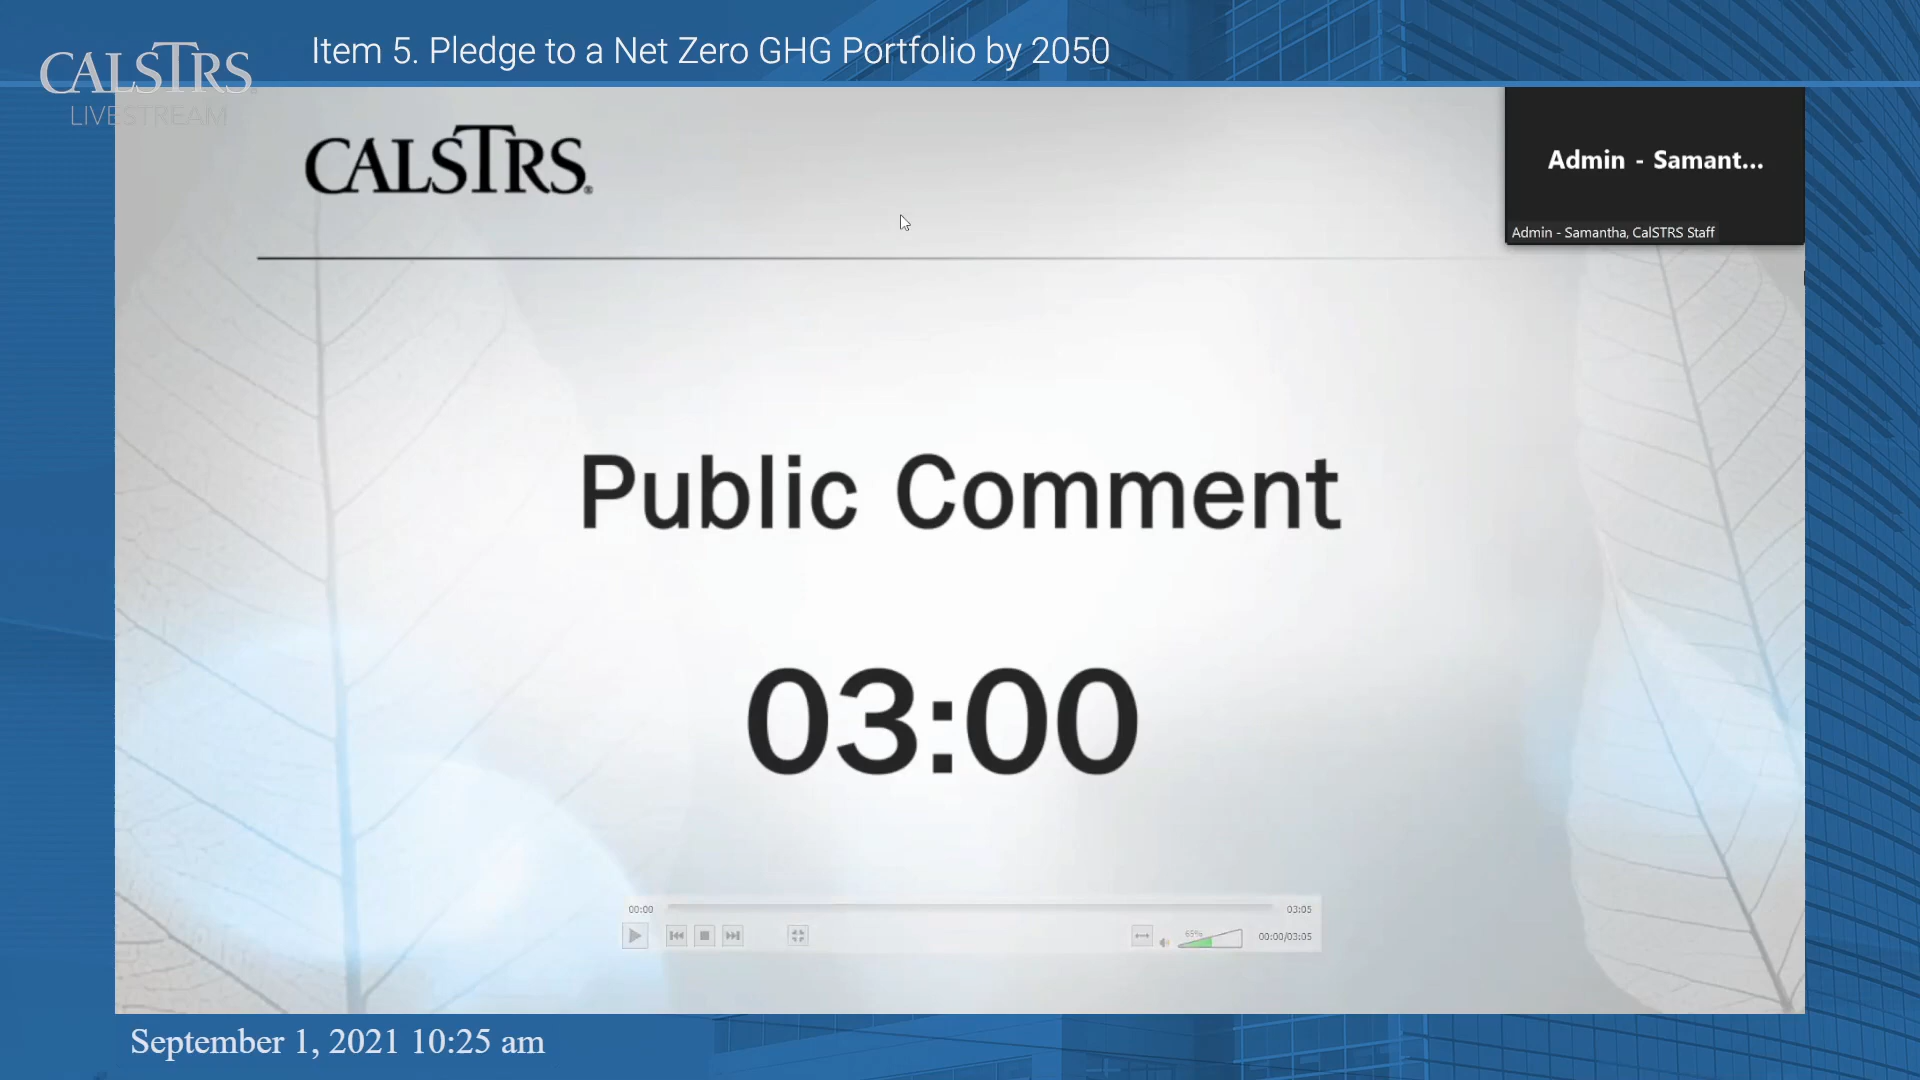 Item 5. Pledge to a Net Zero GHG Portfolio by 2050
CALSTRS
LIVESTREAM
CALSTRS®
Admin - Samant...
Admin - Samantha, CalSTRS Staff
Public Comment
03:00
00:00
03:05
65%
00:00/03:05
September 1, 2021 10:25 am